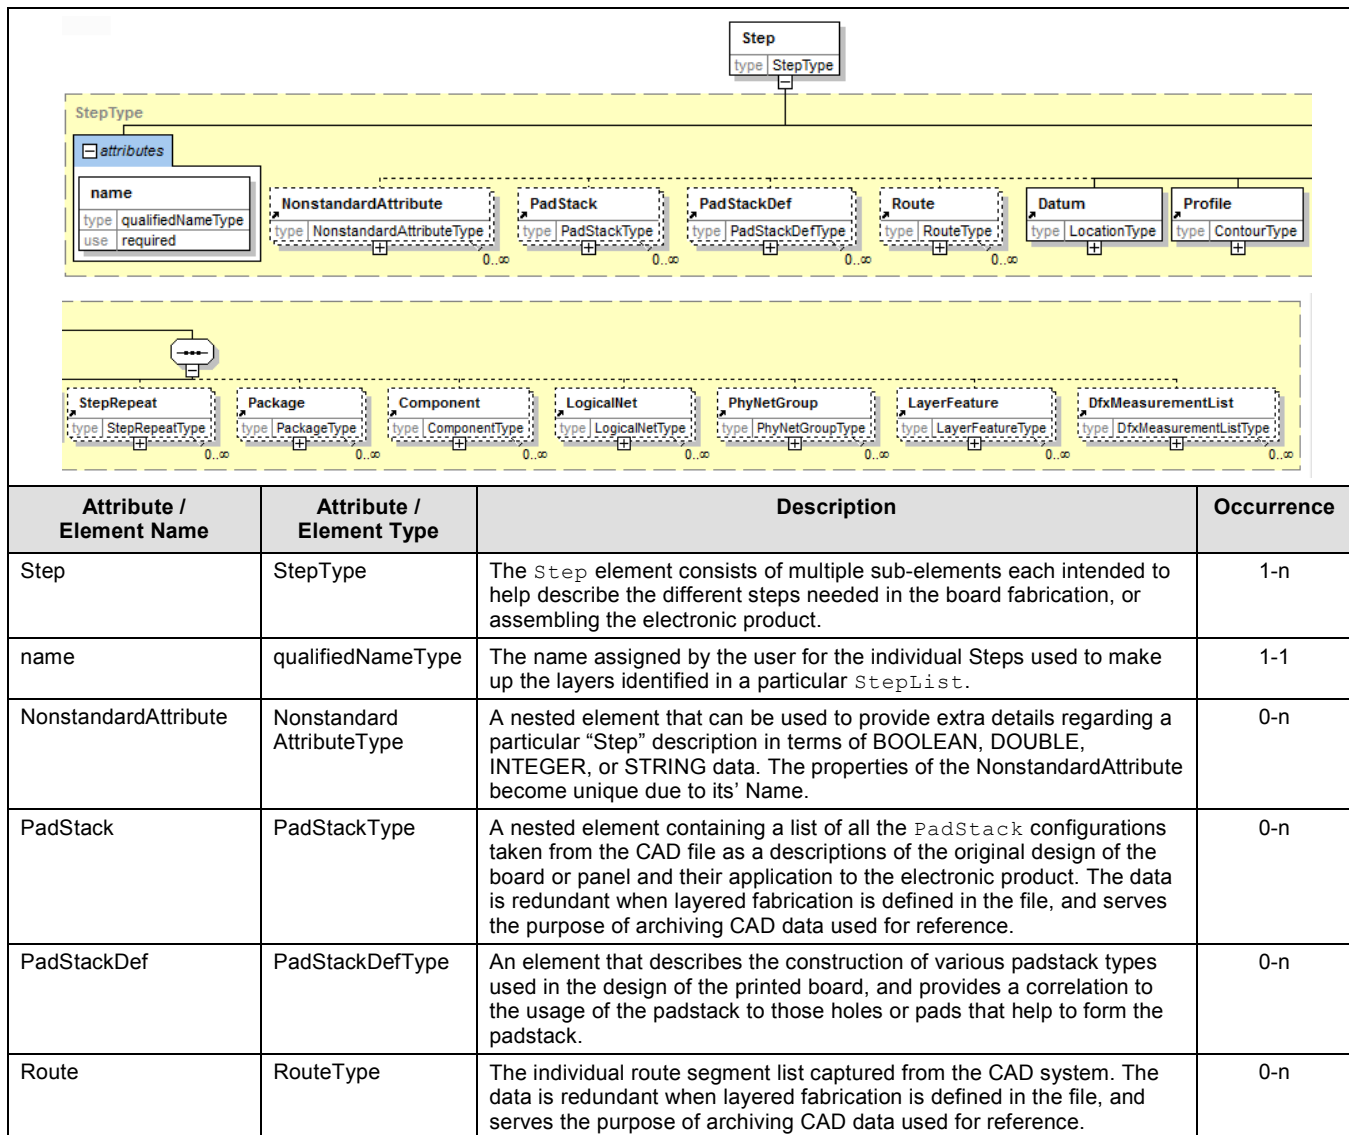 Step
type StepType
StepType
attributes
name
type qualifiedNameType
use required
NonstandardAttribute
type NonstandardAttributeType
0..∞
PadStack
type PadStackType
0..∞
PadStackDef
type PadStackDefType
0..∞
Route
type RouteType
0..∞
Datum
type LocationType
Profile
type ContourType
StepRepeat
type StepRepeatType
0..∞
Package
type PackageType
0..∞
Component
type ComponentType
0..∞
LogicalNet
type LogicalNetType
0..∞
PhyNetGroup
type PhyNetGroupType
0..∞
LayerFeature
type LayerFeatureType
0..∞
DfxMeasurementList
type DfxMeasurementListType
0..∞
Attribute /
Element Name
Attribute /
Element Type
Description
Occurrence
Step
StepType
The Step element consists of multiple sub-elements each intended to
help describe the different steps needed in the board fabrication, or
assembling the electronic product.
1-n
name
qualifiedNameType
The name assigned by the user for the individual Steps used to make
up the layers identified in a particular StepList.
1-1
NonstandardAttribute
Nonstandard
AttributeType
A nested element that can be used to provide extra details regarding a
particular “Step” description in terms of BOOLEAN, DOUBLE,
INTEGER, or STRING data. The properties of the NonstandardAttribute
become unique due to its’ Name.
0-n
PadStack
PadStackType
A nested element containing a list of all the PadStack configurations
taken from the CAD file as a descriptions of the original design of the
board or panel and their application to the electronic product. The data
is redundant when layered fabrication is defined in the file, and serves
the purpose of archiving CAD data used for reference.
0-n
PadStackDef
PadStackDefType
An element that describes the construction of various padstack types
used in the design of the printed board, and provides a correlation to
the usage of the padstack to those holes or pads that help to form the
padstack.
0-n
Route
RouteType
The individual route segment list captured from the CAD system. The
data is redundant when layered fabrication is defined in the file, and
serves the purpose of archiving CAD data used for reference.
0-n